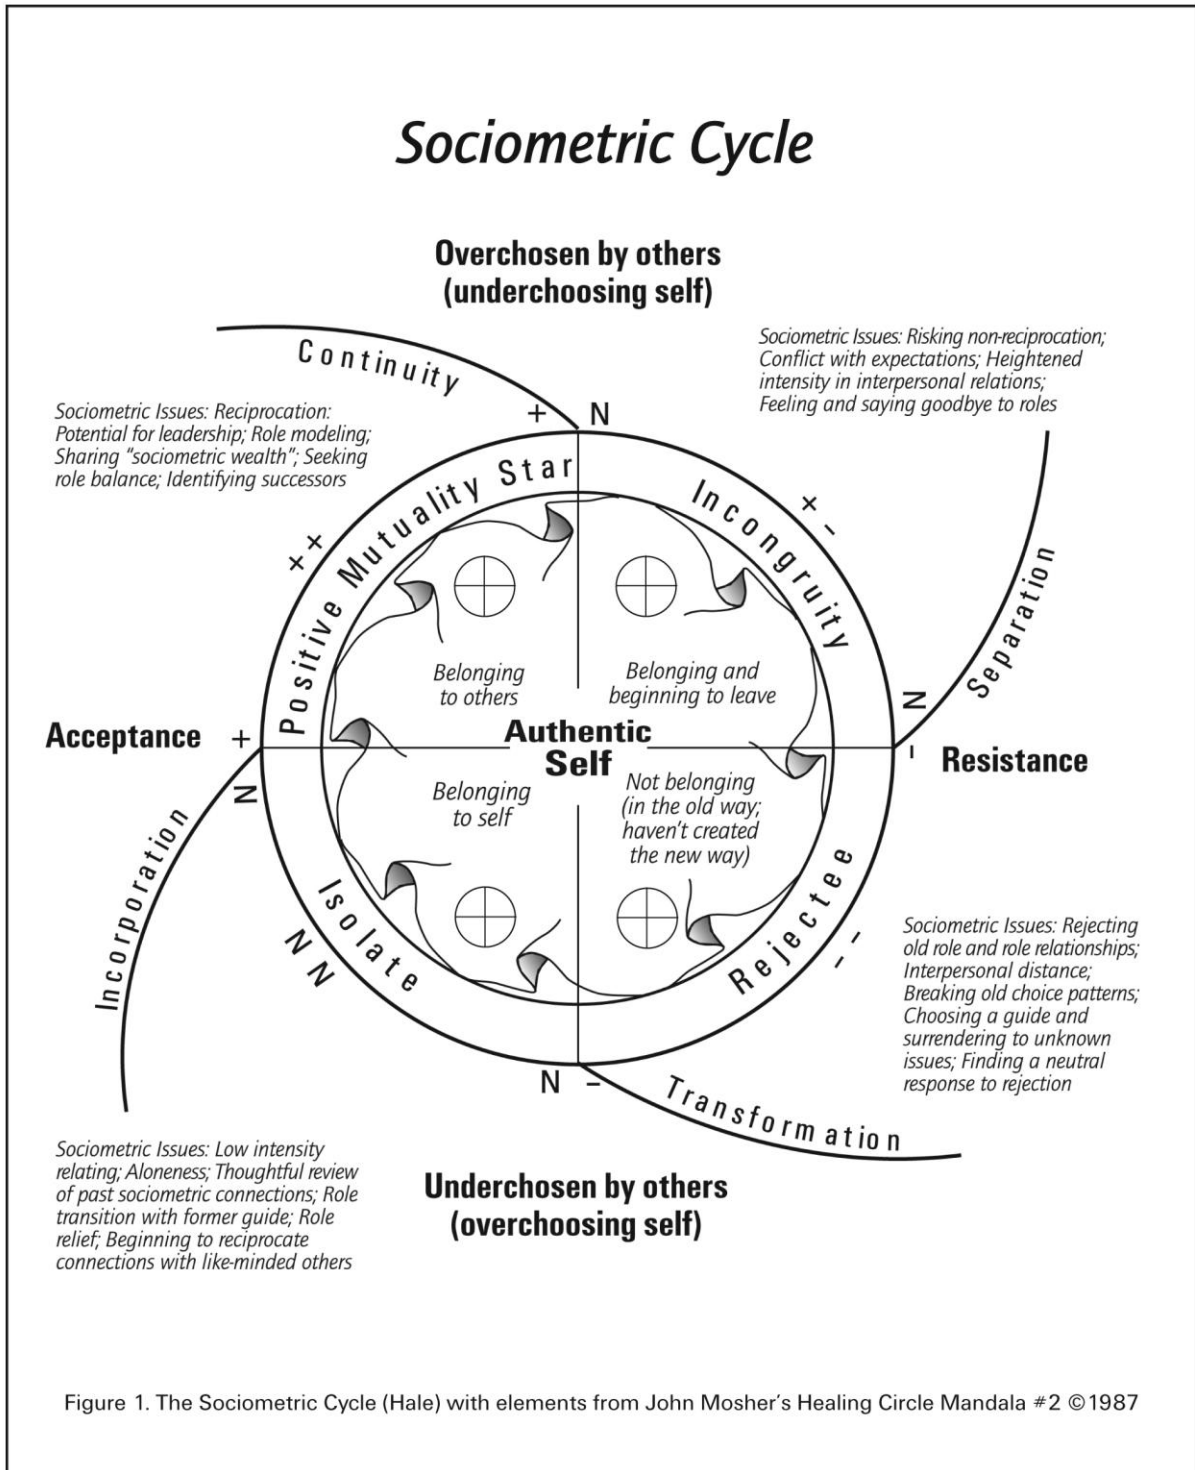 Sociometric Cycle
Overchosen by others
(underchoosing self)
Continuity
Sociometric Issues: Risking non-reciprocation;
Conflict with expectations; Heightened
intensity in interpersonal relations;
Feeling and saying goodbye to roles
Sociometric Issues: Reciprocation:
Potential for leadership; Role modeling;
Sharing “sociometric wealth”; Seeking
role balance; Identifying successors
+ N
Positive Mutuality Star
Incongruity
+ +
+ -
Separation
Belonging
to others
Belonging and
beginning to leave
N
Acceptance +
Authentic
Self
- Resistance
N
Belonging
to self
Not belonging
(in the old way;
haven’t created
the new way)
Incorporation
Isolate
Rejectee
N N
- -
Sociometric Issues: Rejecting
old role and role relationships;
Interpersonal distance;
Breaking old choice patterns;
Choosing a guide and
surrendering to unknown
issues; Finding a neutral
response to rejection
N -
Transformation
Sociometric Issues: Low intensity
relating; Aloneness; Thoughtful review
of past sociometric connections; Role
transition with former guide; Role
relief; Beginning to reciprocate
connections with like-minded others
Underchosen by others
(overchoosing self)
Figure 1. The Sociometric Cycle (Hale) with elements from John Mosher’s Healing Circle Mandala #2 ©1987